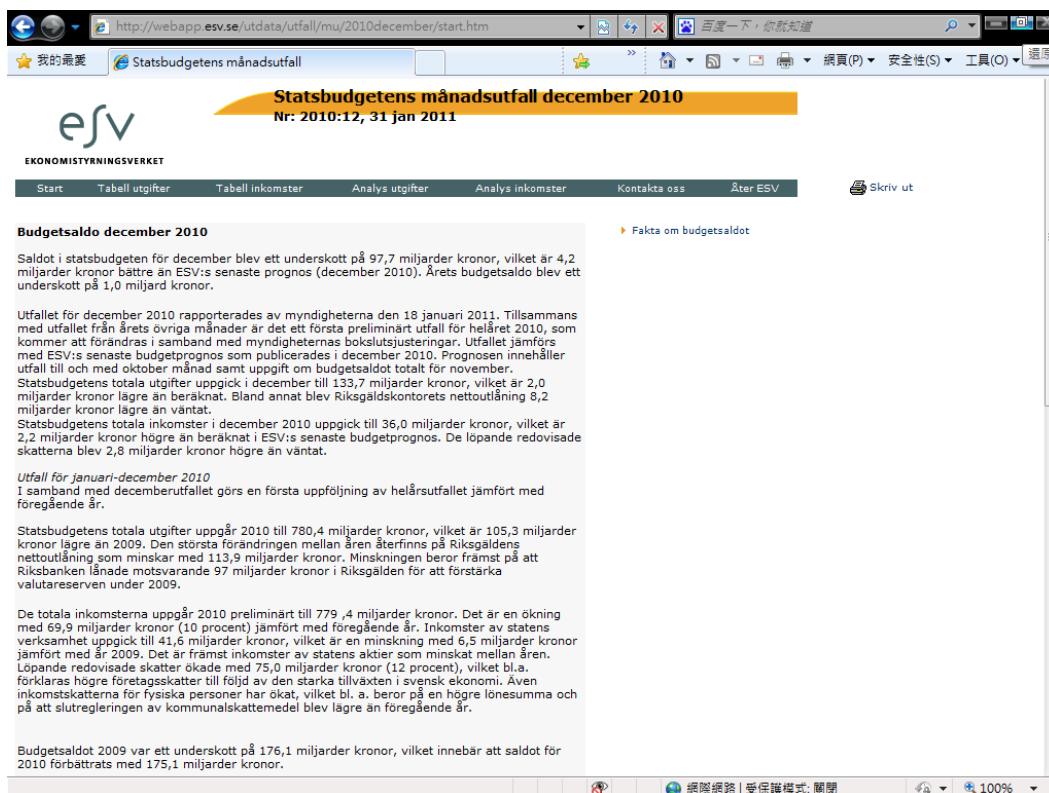 http://webapp.esv.se/utdata/utfall/mu/2010december/start.htm
百度一下，你就知道
我的最愛
Statsbudgetens månadsutfall
»
網頁(P)
安全性(S)
工具(O)
Statsbudgetens månadsutfall december 2010
Nr: 2010:12, 31 jan 2011
esv
EKONOMISTYRNINGSVERKET
Start Tabell utgifter Tabell inkomster Analys utgifter Analys inkomster Kontakta oss Åter ESV
Skriv ut
Budgetsaldo december 2010
Fakta om budgetsaldot
Saldot i statsbudgeten för december blev ett underskott på 97,7 miljarder kronor, vilket är 4,2
miljarder kronor bättre än ESV:s senaste prognos (december 2010). Årets budgetsaldo blev ett
underskott på 1,0 miljard kronor.
Utfallet för december 2010 rapporterades av myndigheterna den 18 januari 2011. Tillsammans
med utfallet från årets övriga månader är det ett första preliminärt utfall för helåret 2010, som
kommer att förändras i samband med myndigheternas bokslutsjusteringar. Utfallet jämförs
med ESV:s senaste budgetprognos som publicerades i december 2010. Prognosen innehåller
utfall till och med oktober månad samt uppgift om budgetsaldot totalt för november.
Statsbudgetens totala utgifter uppgick i december till 133,7 miljarder kronor, vilket är 2,0
miljarder kronor lägre än beräknat. Bland annat blev Riksgäldskontorets nettoutlåning 8,2
miljarder kronor lägre än väntat.
Statsbudgetens totala inkomster i december 2010 uppgick till 36,0 miljarder kronor, vilket är
2,2 miljarder kronor högre än beräknat i ESV:s senaste budgetprognos. De löpande redovisade
skatterna blev 2,8 miljarder kronor högre än väntat.
Utfall för januari-december 2010
I samband med decemberutfallet görs en första uppföljning av helårsutfallet jämfört med
föregående år.
Statsbudgetens totala utgifter uppgår 2010 till 780,4 miljarder kronor, vilket är 105,3 miljarder
kronor lägre än 2009. Den största förändringen mellan åren återfinns på Riksgäldens
nettoutlåning som minskar med 113,9 miljarder kronor. Minskningen beror främst på att
Riksbanken lånade motsvarande 97 miljarder kronor i Riksgälden för att förstärka
valutareserven under 2009.
De totala inkomsterna uppgår 2010 preliminärt till 779 ,4 miljarder kronor. Det är en ökning
med 69,9 miljarder kronor (10 procent) jämfört med föregående år. Inkomster av statens
verksamhet uppgick till 41,6 miljarder kronor, vilket är en minskning med 6,5 miljarder kronor
jämfört med år 2009. Det är främst inkomster av statens aktier som minskat mellan åren.
Löpande redovisade skatter ökade med 75,0 miljarder kronor (12 procent), vilket bl.a.
förklaras högre företagsskatter till följd av den starka tillväxten i svensk ekonomi. Även
inkomstskatterna för fysiska personer har ökat, vilket bl. a. beror på en högre lönesumma och
på att slutregleringen av kommunalskattemedel blev lägre än föregående år.
Budgetsaldot 2009 var ett underskott på 176,1 miljarder kronor, vilket innebär att saldot för
2010 förbättrats med 175,1 miljarder kronor.
網際網路 | 受保護模式: 關閉
100%